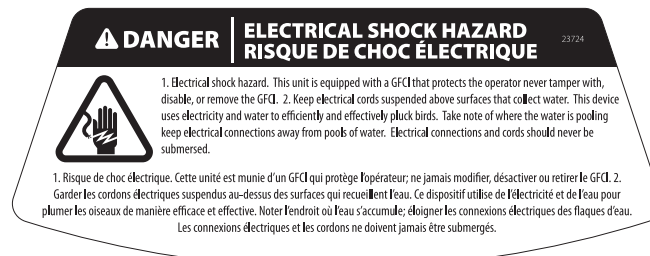 DANGER
ELECTRICAL SHOCK HAZARD
RISQUE DE CHOC ÉLECTRIQUE
23724
1. Electrical shock hazard. This unit is equipped with a GFCI that protects the operator never tamper with,
disable, or remove the GFCI. 2. Keep electrical cords suspended above surfaces that collect water. This device
uses electricity and water to efficiently and effectively pluck birds. Take note of where the water is pooling
keep electrical connections away from pools of water. Electrical connections and cords should never be
submersed.
1. Risque de choc électrique. Cette unité est munie d'un GFCI qui protège l'opérateur; ne jamais modifier, désactiver ou retirer le GFCI. 2.
Garder les cordons électriques suspendus au-dessus des surfaces qui recueillent l'eau. Ce dispositif utilise de l'électricité et de l'eau pour
plumer les oiseaux de manière efficace et effective. Noter l'endroit où l'eau s'accumule; éloigner les connexions électriques des flaques d'eau.
Les connexions électriques et les cordons ne doivent jamais être submergés.